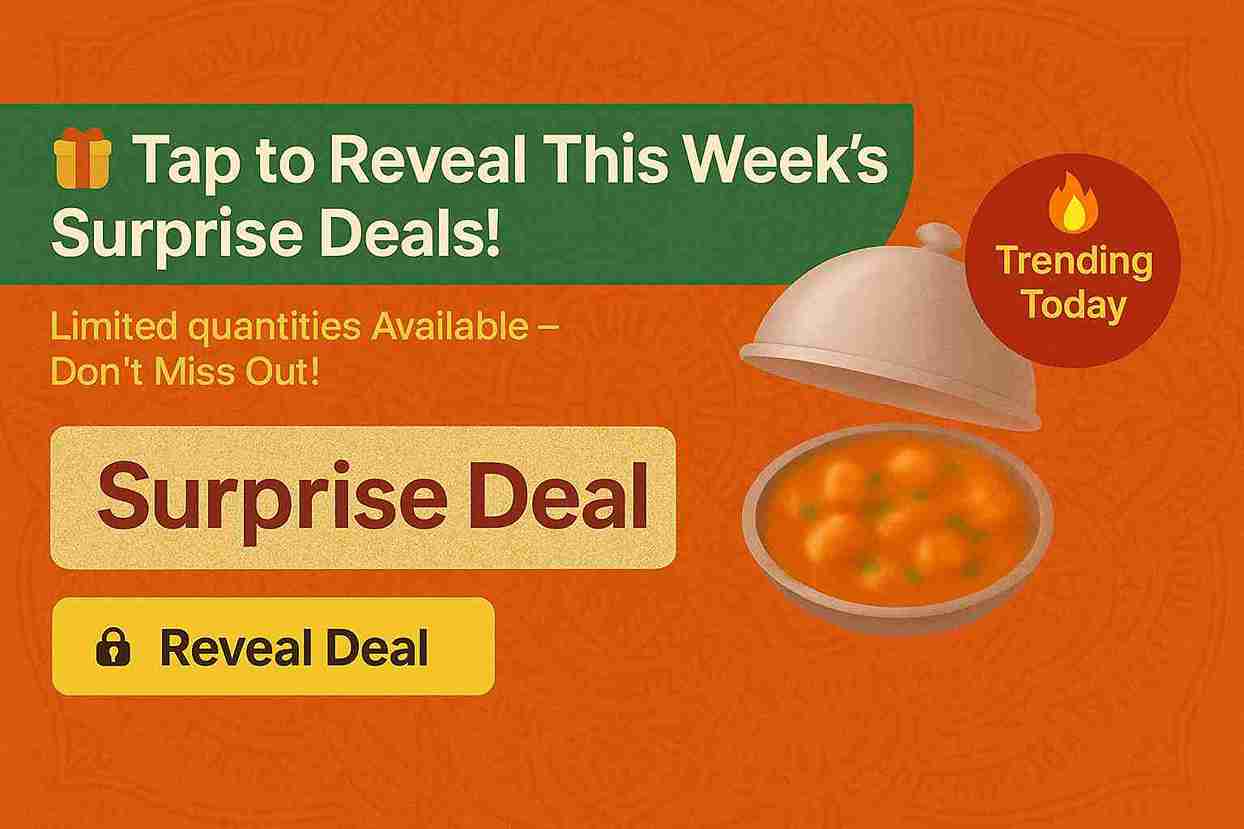 Tap to Reveal This Week's
Surprise Deals!
Limited quantities Available –
Don't Miss Out!
Surprise Deal
Reveal Deal
Trending
Today